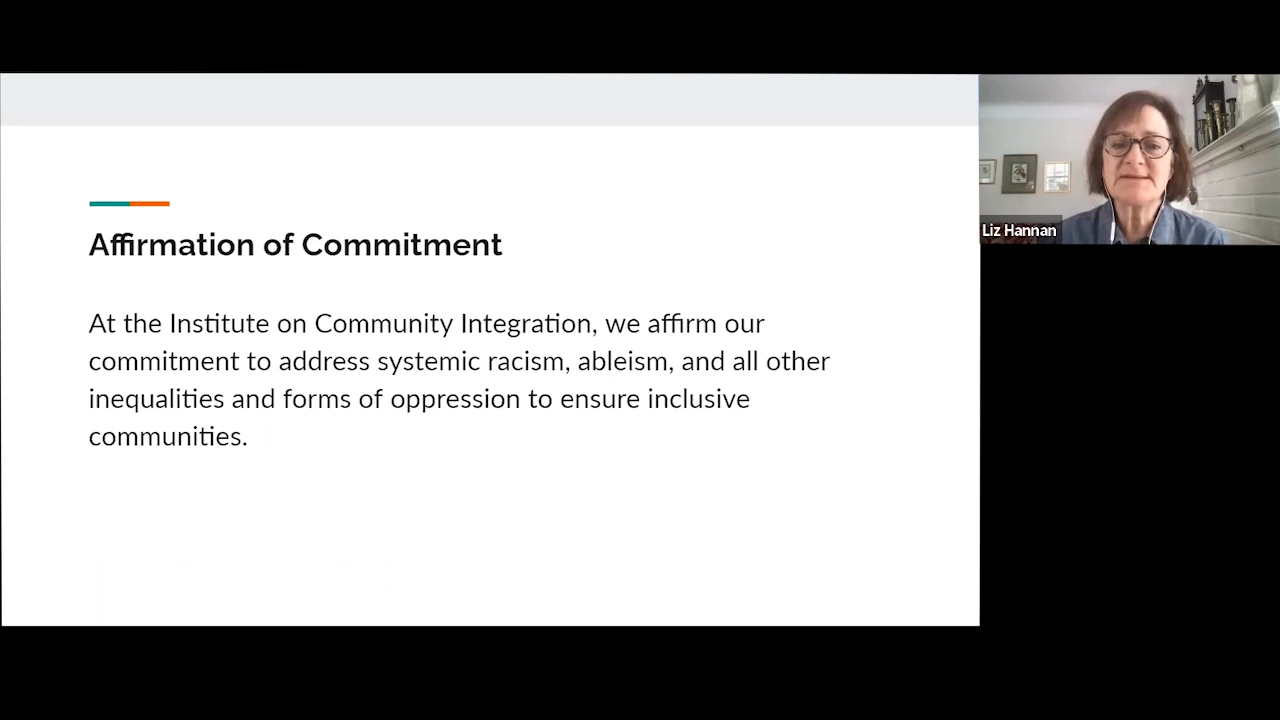 Affirmation of Commitment
At the Institute on Community Integration, we affirm our
commitment to address systemic racism, ableism, and all other
inequalities and forms of oppression to ensure inclusive
communities.
Liz Hannan